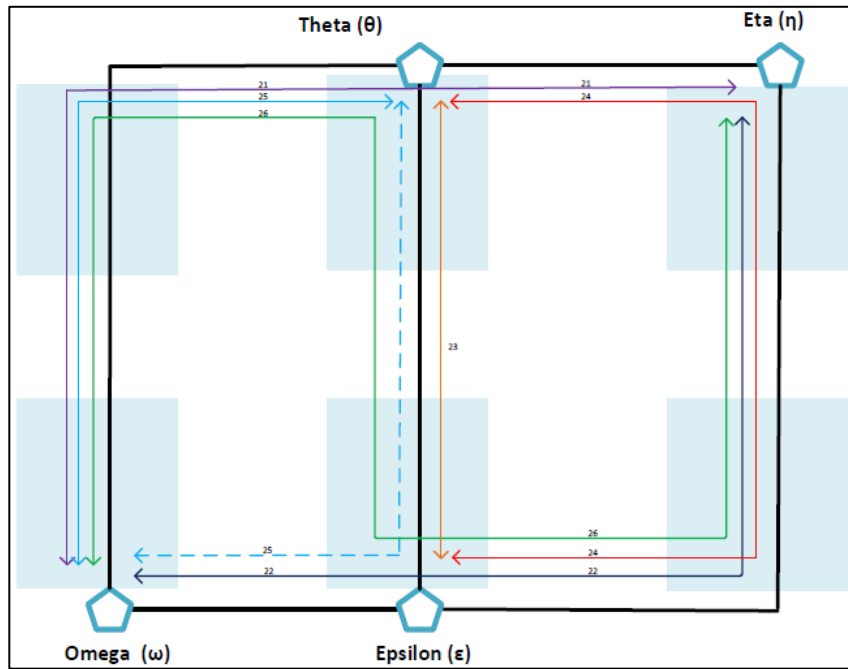 Theta (θ)
Eta (η)
21
21
25
24
26
23
26
25
24
22
22
Omega (ω)
Epsilon (ε)